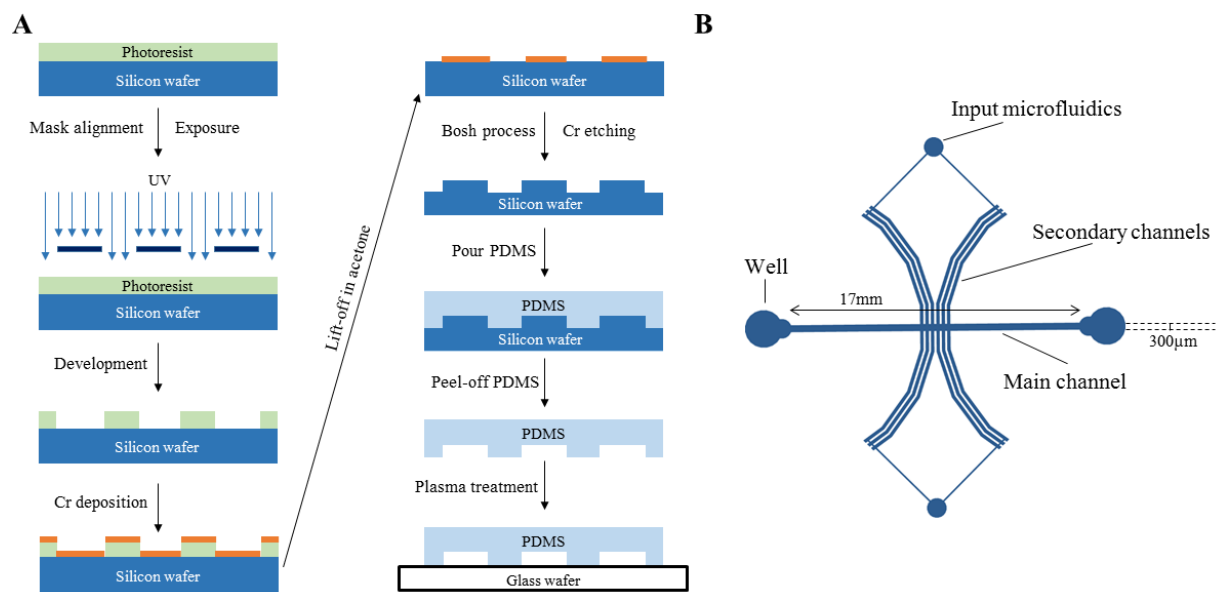 A
Photoresist
Silicon wafer
Mask alignment
Exposure
UV
Photoresist
Silicon wafer
Development
Silicon wafer
Cr deposition
Silicon wafer
Lift-off in acetone
Silicon wafer
Bosh process
Cr etching
Silicon wafer
Pour PDMS
PDMS
Silicon wafer
Peel-off PDMS
PDMS
Plasma treatment
PDMS
Glass wafer
B
Input microfluidics
Secondary channels
Well
17mm
300µm
Main channel